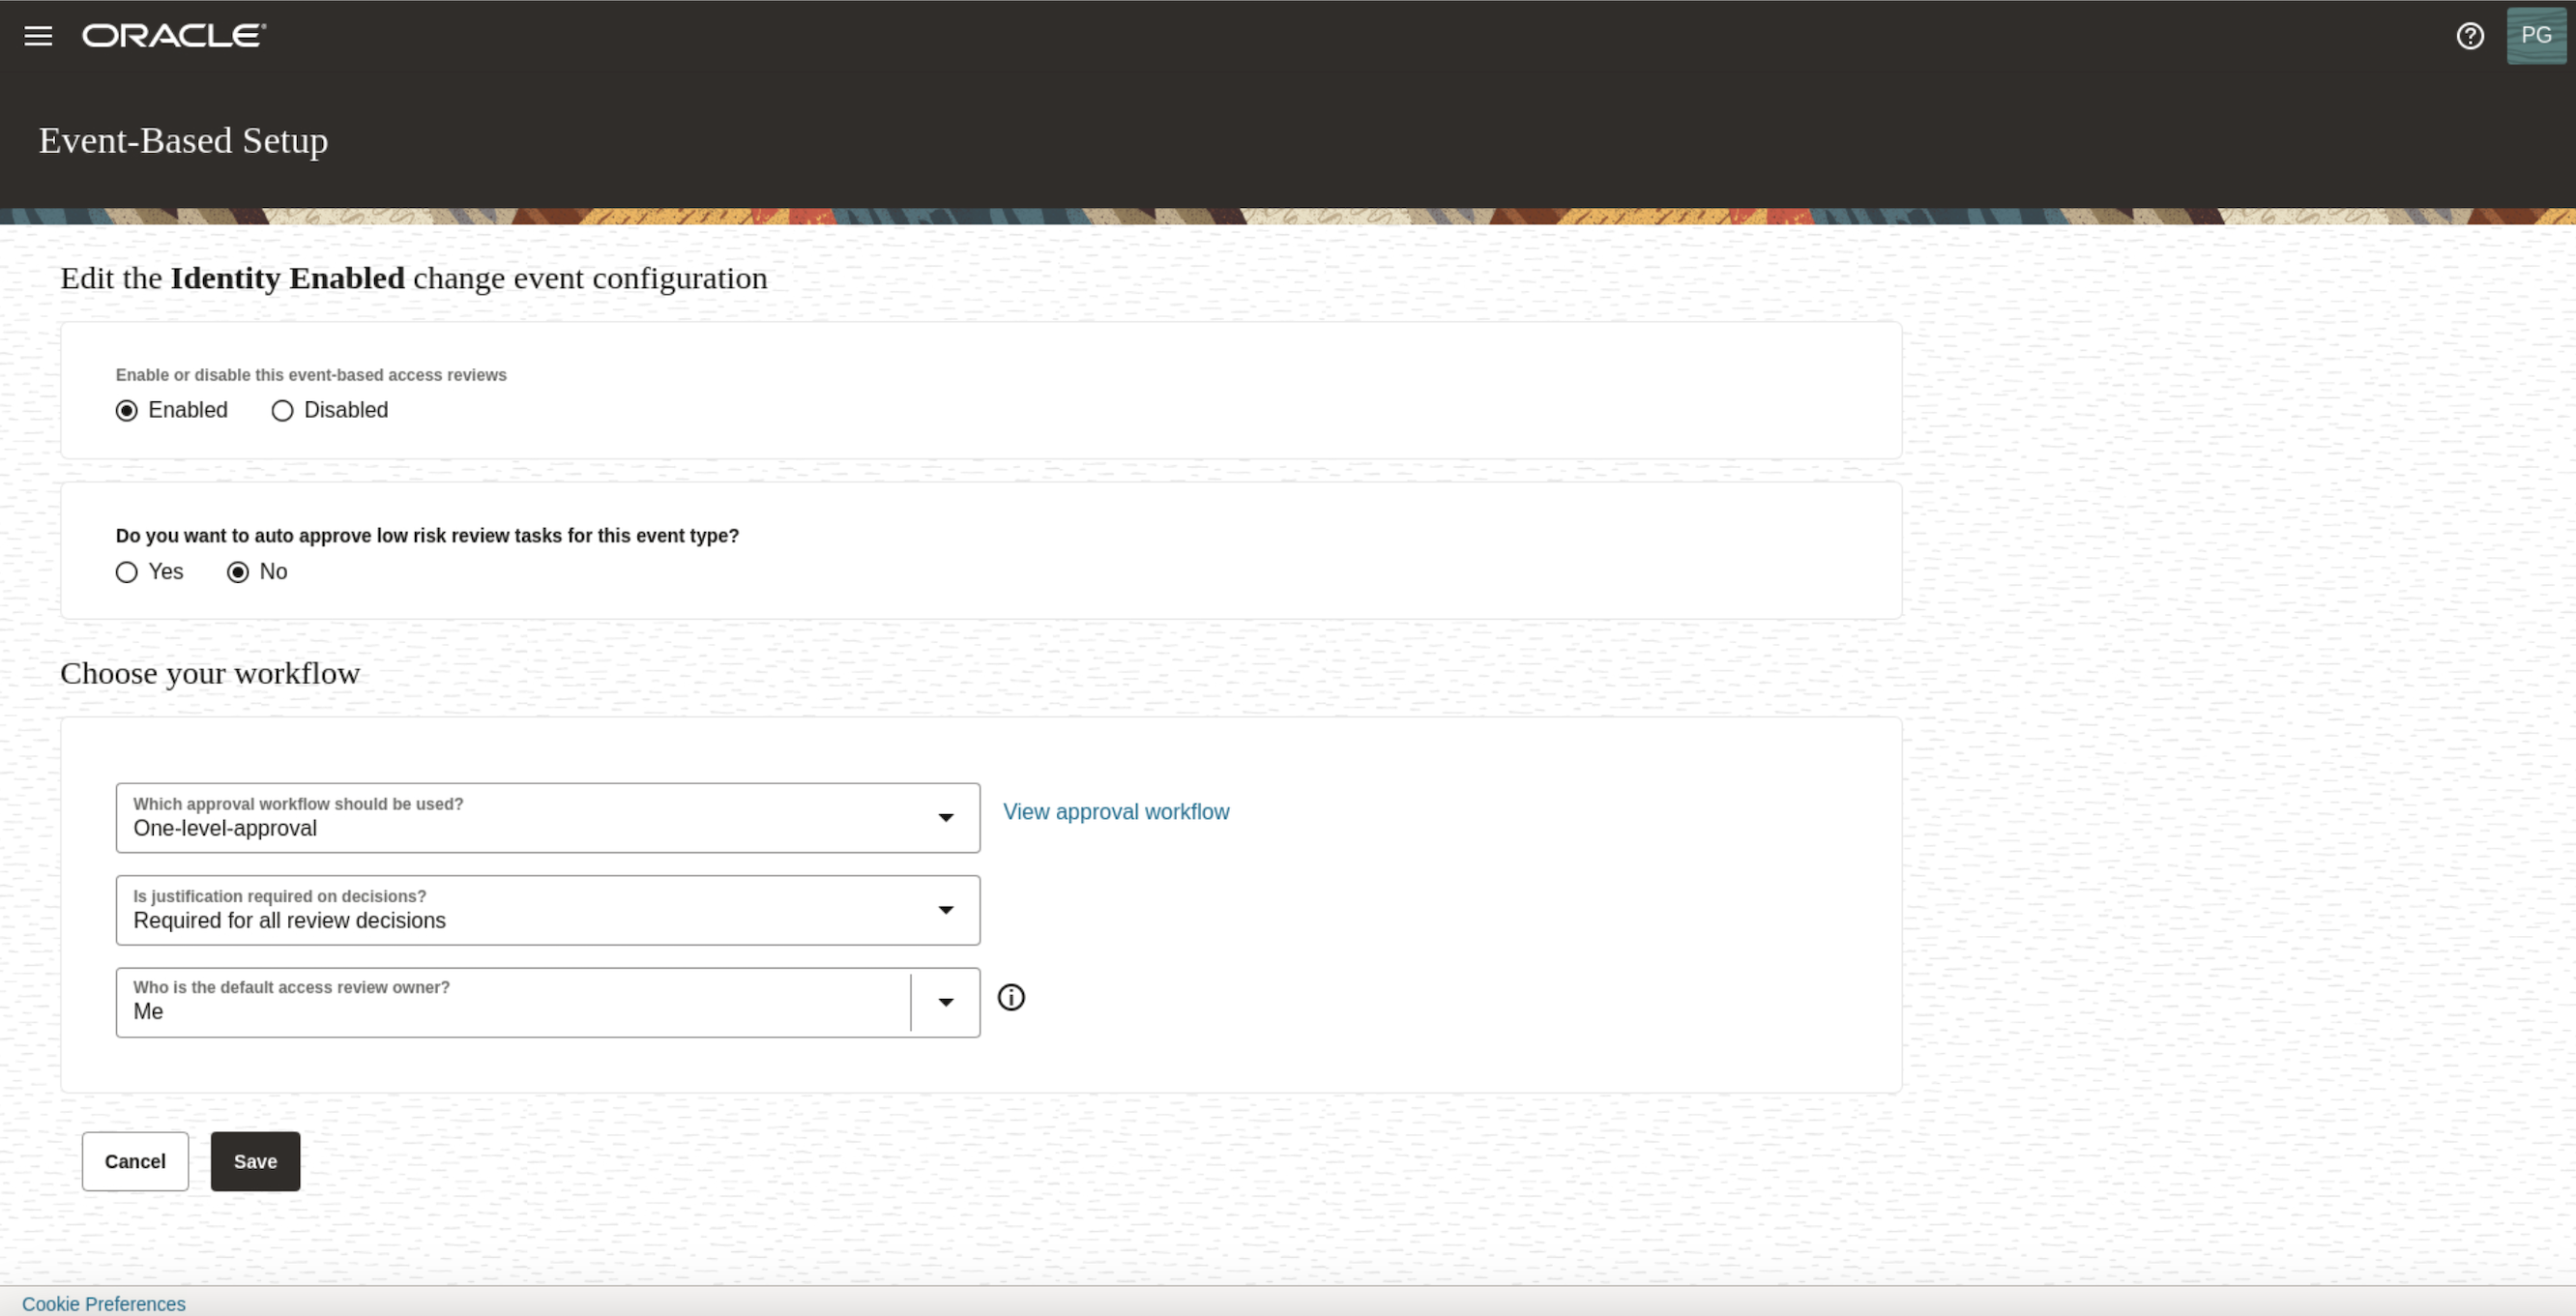 ORACLE
PG
Event-Based Setup
Edit the Identity Enabled change event configuration
Enable or disable this event-based access reviews
Enabled Disabled
Do you want to auto approve low risk review tasks for this event type?
Yes No
Choose your workflow
Which approval workflow should be used?
One-level-approval
View approval workflow
Is justification required on decisions?
Required for all review decisions
Who is the default access review owner?
Me
Cancel Save
Cookie Preferences